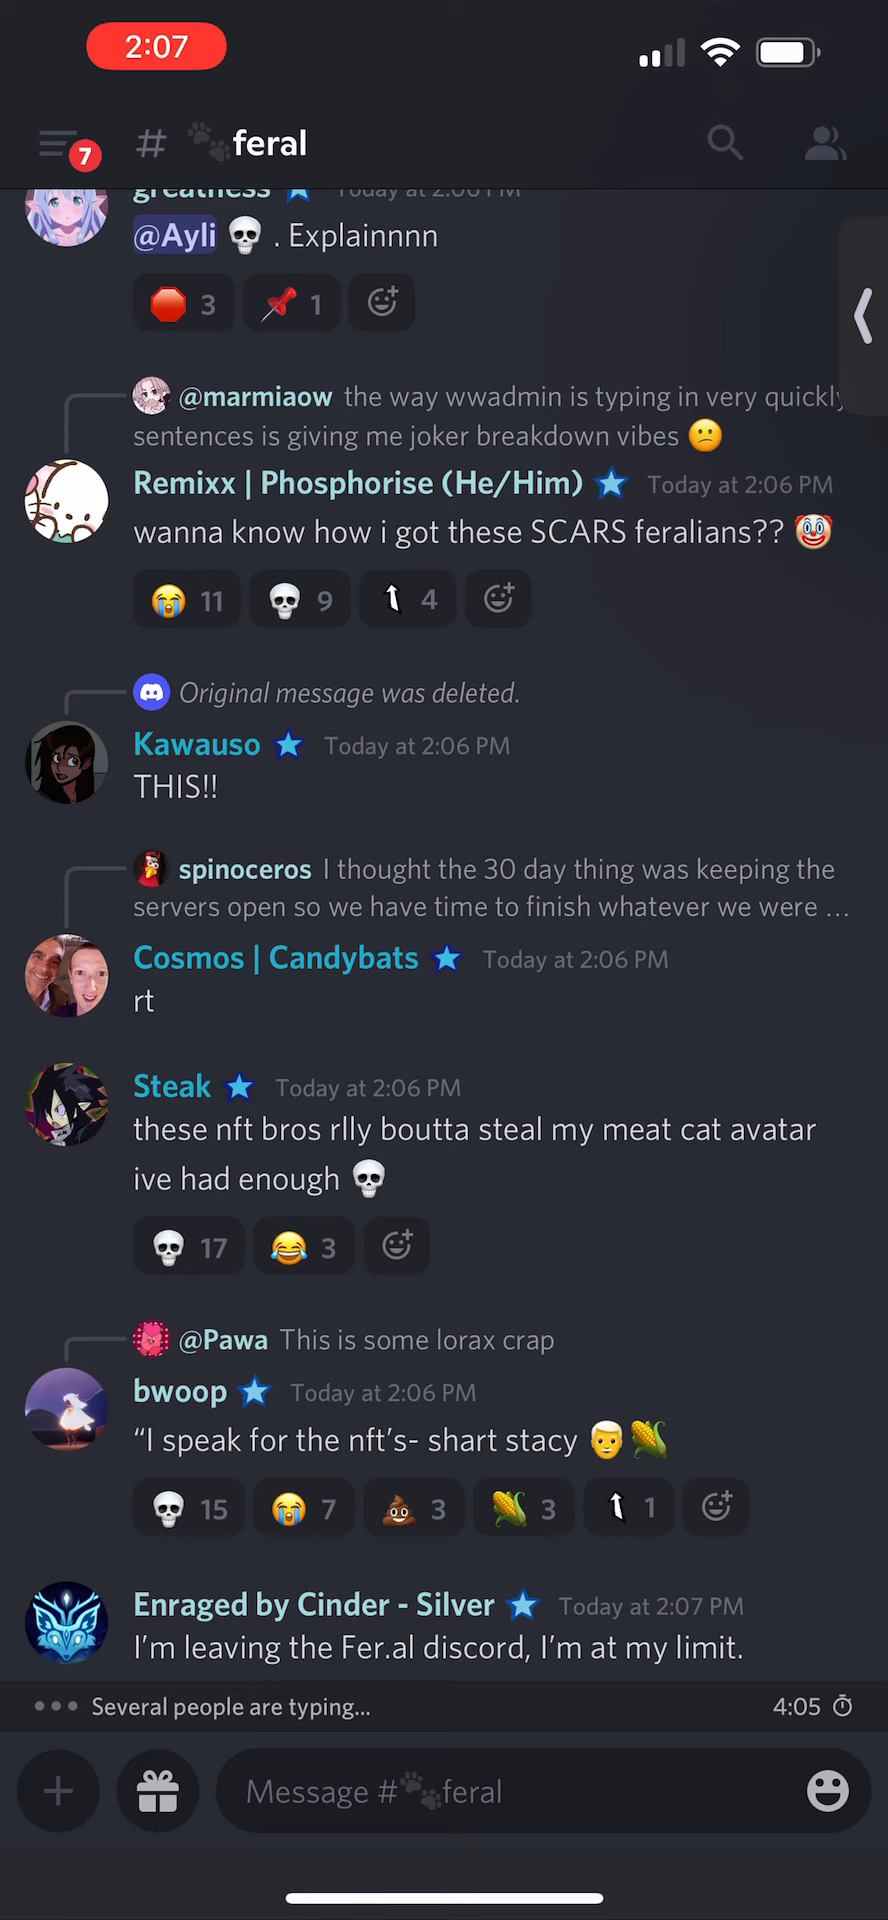 2:07
7
# 🐾feral
greatness Today at 2:06 PM
@Ayli 💀 . Explainnnn
🛑 3 📌 1
@marmiaow the way wwadmin is typing in very quickly
sentences is giving me joker breakdown vibes 😕
Remixx | Phosphorise (He/Him) Today at 2:06 PM
wanna know how i got these SCARS feralians?? 🤡
😭 11 💀 9 4
Original message was deleted.
Kawauso Today at 2:06 PM
THIS!!
spinoceros I thought the 30 day thing was keeping the
servers open so we have time to finish whatever we were ...
Cosmos | Candybats Today at 2:06 PM
rt
Steak Today at 2:06 PM
these nft bros rlly boutta steal my meat cat avatar
ive had enough 💀
💀 17 😂 3
@Pawa This is some lorax crap
bwoop Today at 2:06 PM
“I speak for the nft’s- shart stacy 👨‍🦳🌽
💀 15 😭 7 💩 3 🌽 3 1
Enraged by Cinder - Silver Today at 2:07 PM
I’m leaving the Fer.al discord, I’m at my limit.
Several people are typing... 4:05
Message #🐾feral